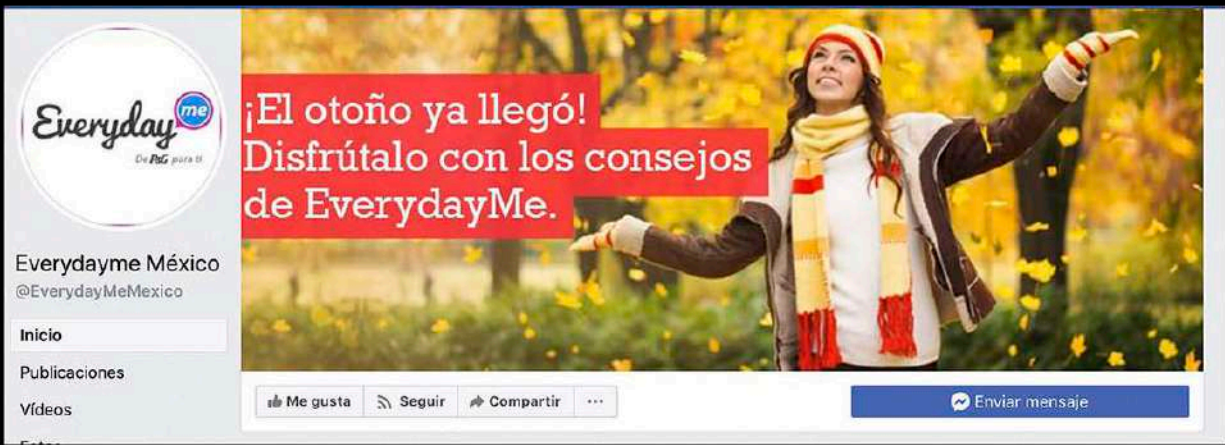 Everyday me
De P&G para ti
¡El otoño ya llegó!
Disfrútalo con los consejos
de EverydayMe.
Everydayme México
@EverydayMeMexico
Inicio
Publicaciones
Vídeos
Me gusta
Seguir
Compartir
Enviar mensaje